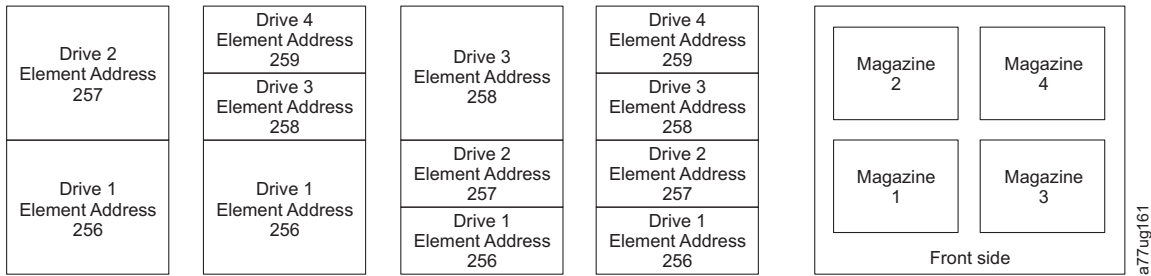 Drive 2
Element Address
257
Drive 1
Element Address
256
Drive 4
Element Address
259
Drive 3
Element Address
258
Drive 1
Element Address
256
Drive 3
Element Address
258
Drive 2
Element Address
257
Drive 1
Element Address
256
Drive 4
Element Address
259
Drive 3
Element Address
258
Drive 2
Element Address
257
Drive 1
Element Address
256
Magazine
2
Magazine
4
Magazine
1
Magazine
3
Front side
a77ug161